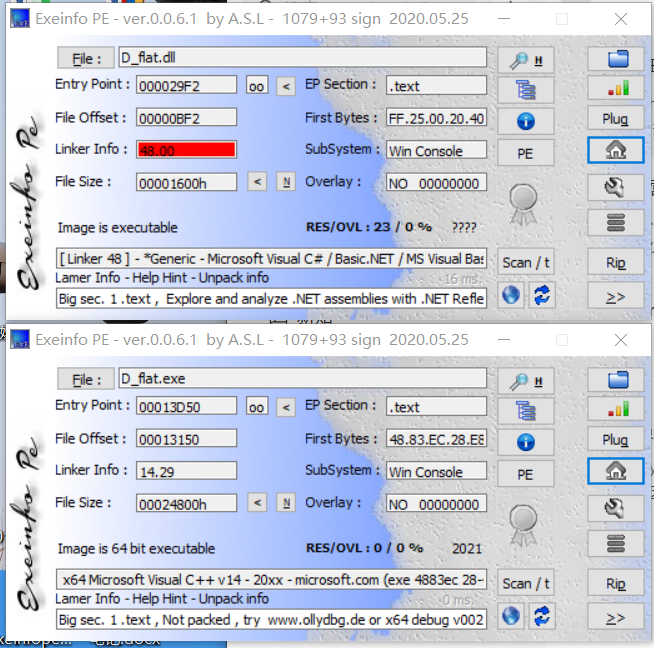 Exeinfo PE - ver.0.0.6.1 by A.S.L - 1079+93 sign 2020.05.25
File : D_flat.dll H
Entry Point : 000029F2 oo < EP Section : .text
File Offset : 00000BF2 First Bytes : FF.25.00.20.40 Plug
Linker Info : 48.00 SubSystem : Win Console PE
File Size : 00001600h < N Overlay : NO 00000000
Image is executable RES/OVL : 23 / 0 % ????
[ Linker 48 ] - *Generic - Microsoft Visual C# / Basic.NET / MS Visual Bas Scan / t Rip
Lamer Info - Help Hint - Unpack info 16 ms.
Big sec. 1 .text , Explore and analyze .NET assemblies with .NET Refle >>
Exeinfo Pe
Exeinfo PE - ver.0.0.6.1 by A.S.L - 1079+93 sign 2020.05.25
File : D_flat.exe H
Entry Point : 00013D50 oo < EP Section : .text
File Offset : 00013150 First Bytes : 48.83.EC.28.E8 Plug
Linker Info : 14.29 SubSystem : Win Console PE
File Size : 00024800h < N Overlay : NO 00000000
Image is 64 bit executable RES/OVL : 0 / 0 % 2021
x64 Microsoft Visual C++ v14 - 20xx - microsoft.com (exe 4883ec 28- Scan / t Rip
Lamer Info - Help Hint - Unpack info 0 ms.
Big sec. 1 .text , Not packed , try www.ollydbg.de or x64 debug v002 >>
Exeinfo Pe